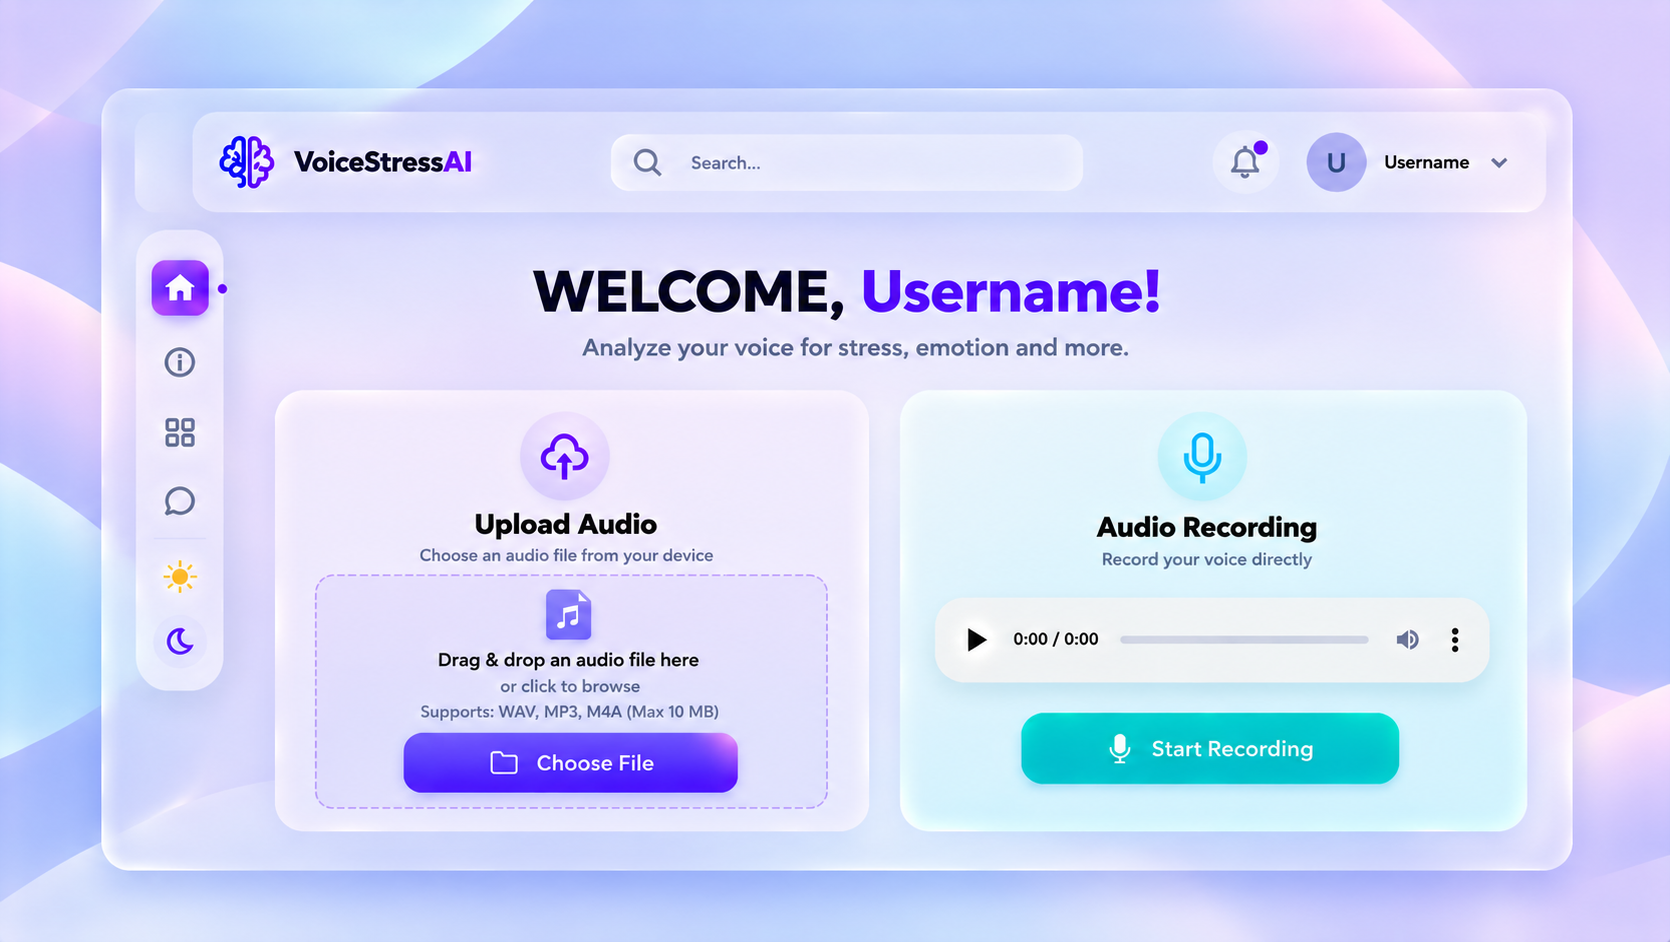 VoiceStressAI
Search...
U
Username
WELCOME, Username!
Analyze your voice for stress, emotion and more.
Upload Audio
Choose an audio file from your device
Drag & drop an audio file here
or click to browse
Supports: WAV, MP3, M4A (Max 10 MB)
Choose File
Audio Recording
Record your voice directly
0:00 / 0:00
Start Recording